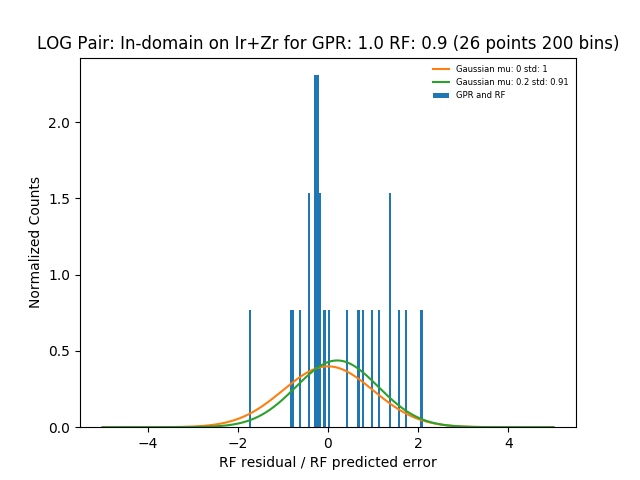 LOG Pair: In-domain on Ir+Zr for GPR: 1.0 RF: 0.9 (26 points 200 bins)
Gaussian mu: 0 std: 1
Gaussian mu: 0.2 std: 0.91
GPR and RF
Normalized Counts
2.0
1.5
1.0
0.5
0.0
−4
−2
0
2
4
RF residual / RF predicted error